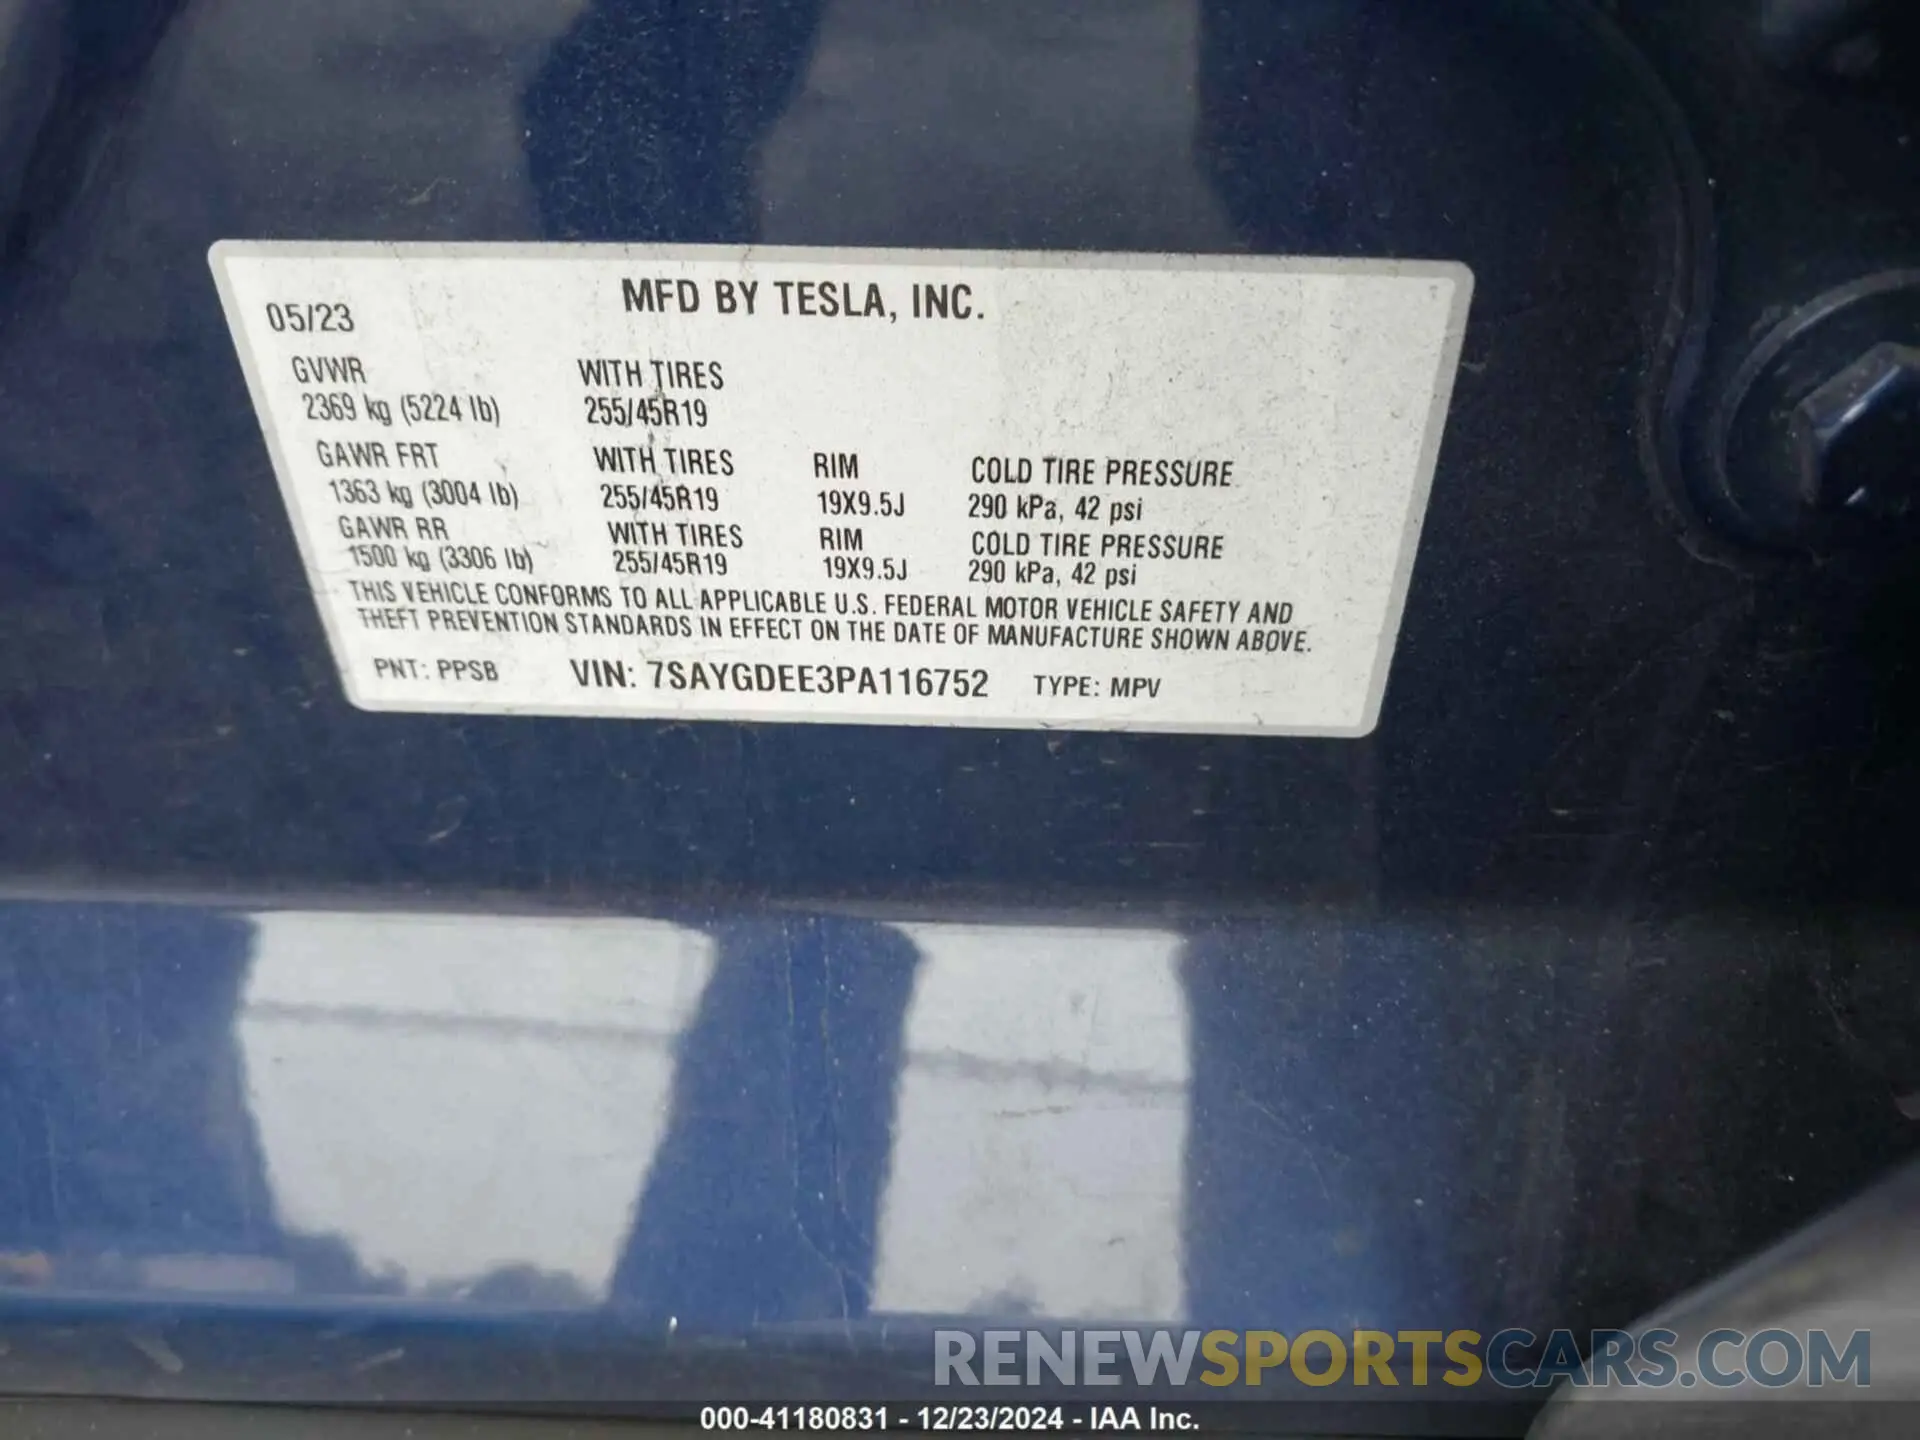 MFD BY TESLA, INC.
05/23
GVWR WITH TIRES
2369 kg (5224 lb) 255/45R19
GAWR FRT WITH TIRES RIM COLD TIRE PRESSURE
1363 kg (3004 lb) 255/45R19 19X9.5J 290 kPa, 42 psi
GAWR RR WITH TIRES RIM COLD TIRE PRESSURE
1500 kg (3306 lb) 255/45R19 19X9.5J 290 kPa, 42 psi
THIS VEHICLE CONFORMS TO ALL APPLICABLE U.S. FEDERAL MOTOR VEHICLE SAFETY AND
THEFT PREVENTION STANDARDS IN EFFECT ON THE DATE OF MANUFACTURE SHOWN ABOVE.
PNT: PPSB VIN: 7SAYGDEE3PA116752 TYPE: MPV
RENEWSPORTSCARS.COM
000-41180831 - 12/23/2024 - IAA Inc.